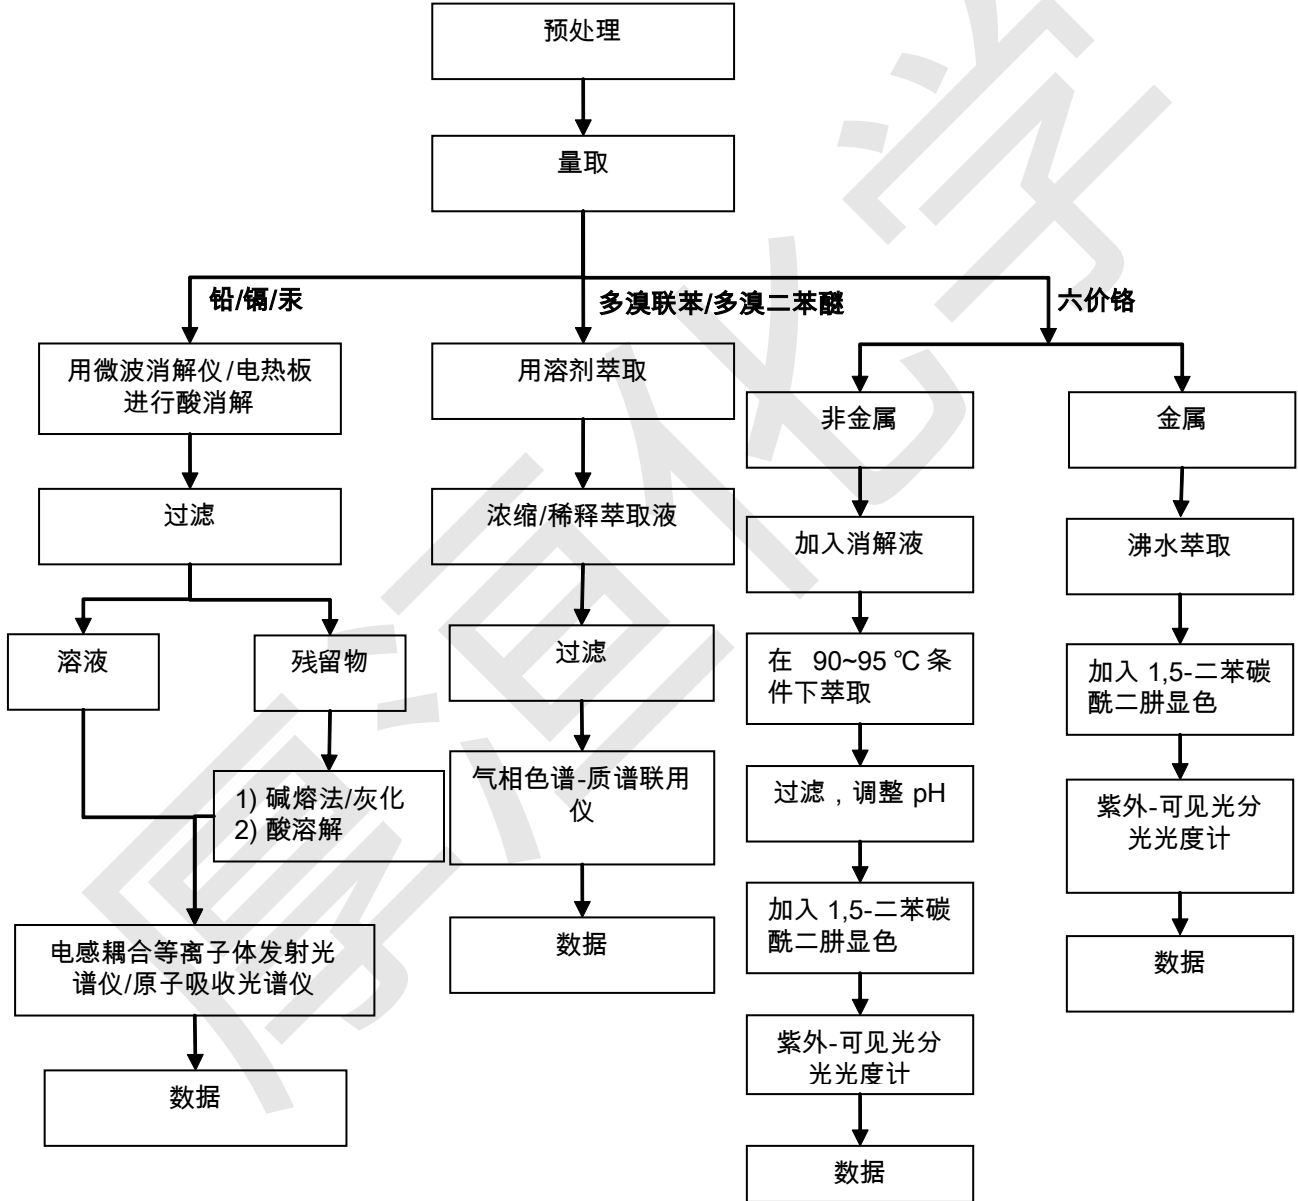 预处理
量取
铅/镉/汞
多溴联苯/多溴二苯醚
六价铬
用微波消解仪/电热板
进行酸消解
过滤
溶液
残留物
1) 碱熔法/灰化
2) 酸溶解
电感耦合等离子体发射光
谱仪/原子吸收光谱仪
数据
用溶剂萃取
浓缩/稀释萃取液
过滤
气相色谱-质谱联用
仪
数据
非金属
加入消解液
在 90~95 ℃ 条
件下萃取
过滤，调整 pH
加入 1,5-二苯碳
酰二肼显色
紫外-可见光分
光光度计
数据
金属
沸水萃取
加入 1,5-二苯碳
酰二肼显色
紫外-可见光分
光光度计
数据
厚洹化学